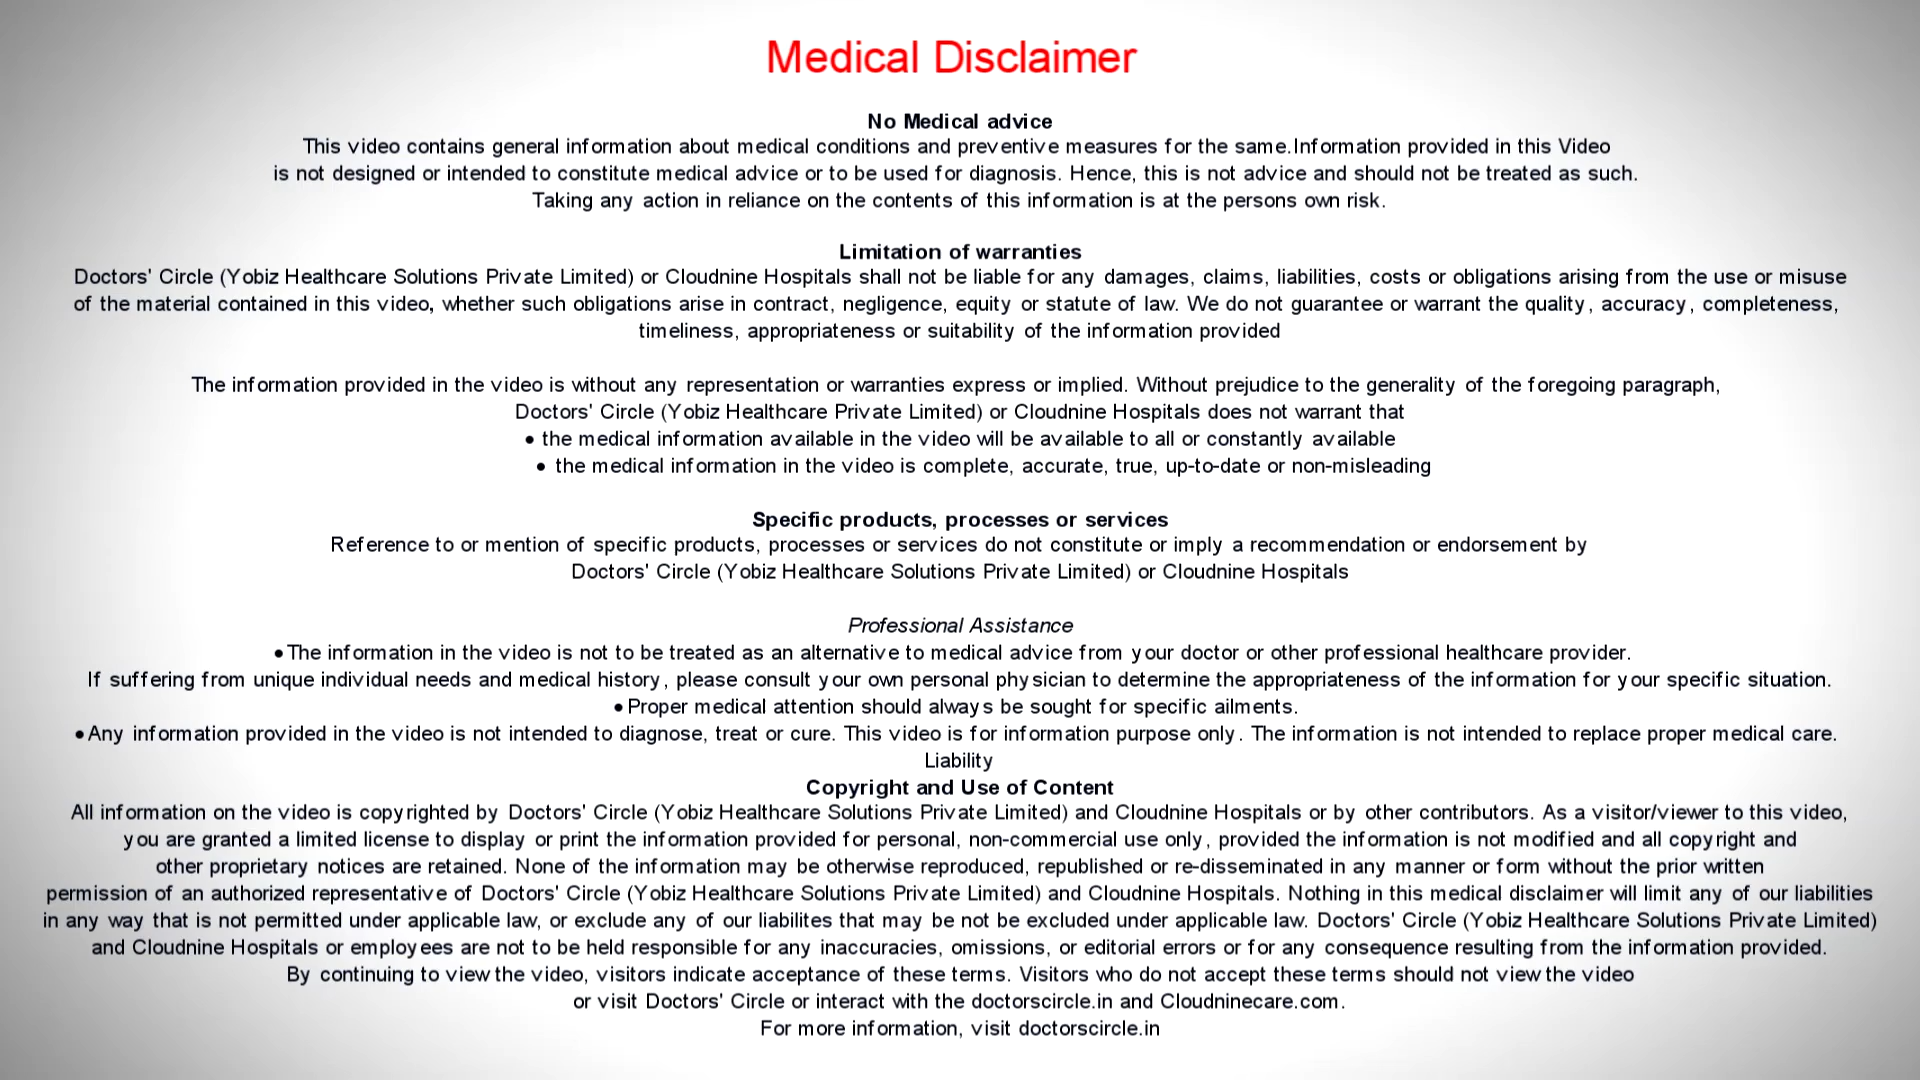 Medical Disclaimer
No Medical advice
This video contains general information about medical conditions and preventive measures for the same.Information provided in this Video
is not designed or intended to constitute medical advice or to be used for diagnosis. Hence, this is not advice and should not be treated as such.
Taking any action in reliance on the contents of this information is at the persons own risk.
Limitation of warranties
Doctors' Circle (Yobiz Healthcare Solutions Private Limited) or Cloudnine Hospitals shall not be liable for any damages, claims, liabilities, costs or obligations arising from the use or misuse
of the material contained in this video, whether such obligations arise in contract, negligence, equity or statute of law. We do not guarantee or warrant the quality, accuracy, completeness,
timeliness, appropriateness or suitability of the information provided
The information provided in the video is without any representation or warranties express or implied. Without prejudice to the generality of the foregoing paragraph,
Doctors' Circle (Yobiz Healthcare Private Limited) or Cloudnine Hospitals does not warrant that
• the medical information available in the video will be available to all or constantly available
• the medical information in the video is complete, accurate, true, up-to-date or non-misleading
Specific products, processes or services
Reference to or mention of specific products, processes or services do not constitute or imply a recommendation or endorsement by
Doctors' Circle (Yobiz Healthcare Solutions Private Limited) or Cloudnine Hospitals
Professional Assistance
•The information in the video is not to be treated as an alternative to medical advice from your doctor or other professional healthcare provider.
If suffering from unique individual needs and medical history, please consult your own personal physician to determine the appropriateness of the information for your specific situation.
•Proper medical attention should always be sought for specific ailments.
•Any information provided in the video is not intended to diagnose, treat or cure. This video is for information purpose only. The information is not intended to replace proper medical care.
Liability
Copyright and Use of Content
All information on the video is copyrighted by Doctors' Circle (Yobiz Healthcare Solutions Private Limited) and Cloudnine Hospitals or by other contributors. As a visitor/viewer to this video,
you are granted a limited license to display or print the information provided for personal, non-commercial use only, provided the information is not modified and all copyright and
other proprietary notices are retained. None of the information may be otherwise reproduced, republished or re-disseminated in any manner or form without the prior written
permission of an authorized representative of Doctors' Circle (Yobiz Healthcare Solutions Private Limited) and Cloudnine Hospitals. Nothing in this medical disclaimer will limit any of our liabilities
in any way that is not permitted under applicable law, or exclude any of our liabilites that may be not be excluded under applicable law. Doctors' Circle (Yobiz Healthcare Solutions Private Limited)
and Cloudnine Hospitals or employees are not to be held responsible for any inaccuracies, omissions, or editorial errors or for any consequence resulting from the information provided.
By continuing to view the video, visitors indicate acceptance of these terms. Visitors who do not accept these terms should not view the video
or visit Doctors' Circle or interact with the doctorscircle.in and Cloudninecare.com.
For more information, visit doctorscircle.in